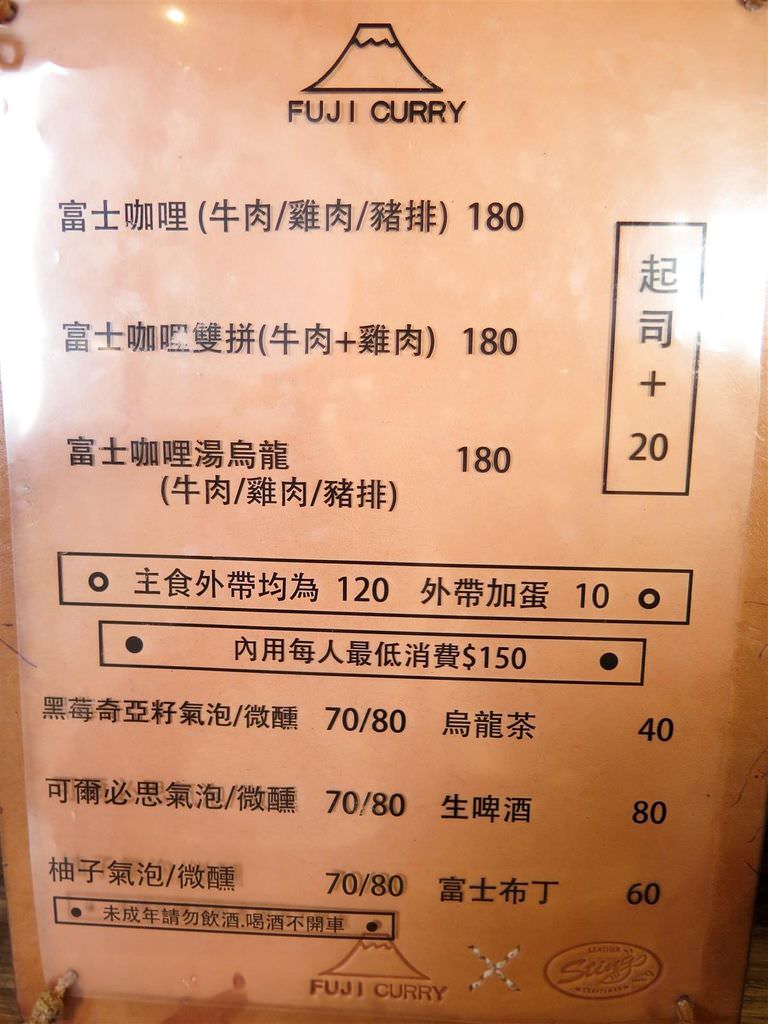 FUJI CURRY
富士咖哩 (牛肉/雞肉/豬排) 180
富士咖哩雙拼(牛肉+雞肉) 180
富士咖哩湯烏龍 180
(牛肉/雞肉/豬排)
起司+20
主食外帶均為 120 外帶加蛋 10
內用每人最低消費$150
黑莓奇亞籽氣泡/微醺 70/80 烏龍茶 40
可爾必思氣泡/微醺 70/80 生啤酒 80
柚子氣泡/微醺 70/80 富士布丁 60
未成年請勿飲酒.喝酒不開車
FUJI CURRY
LEATHER